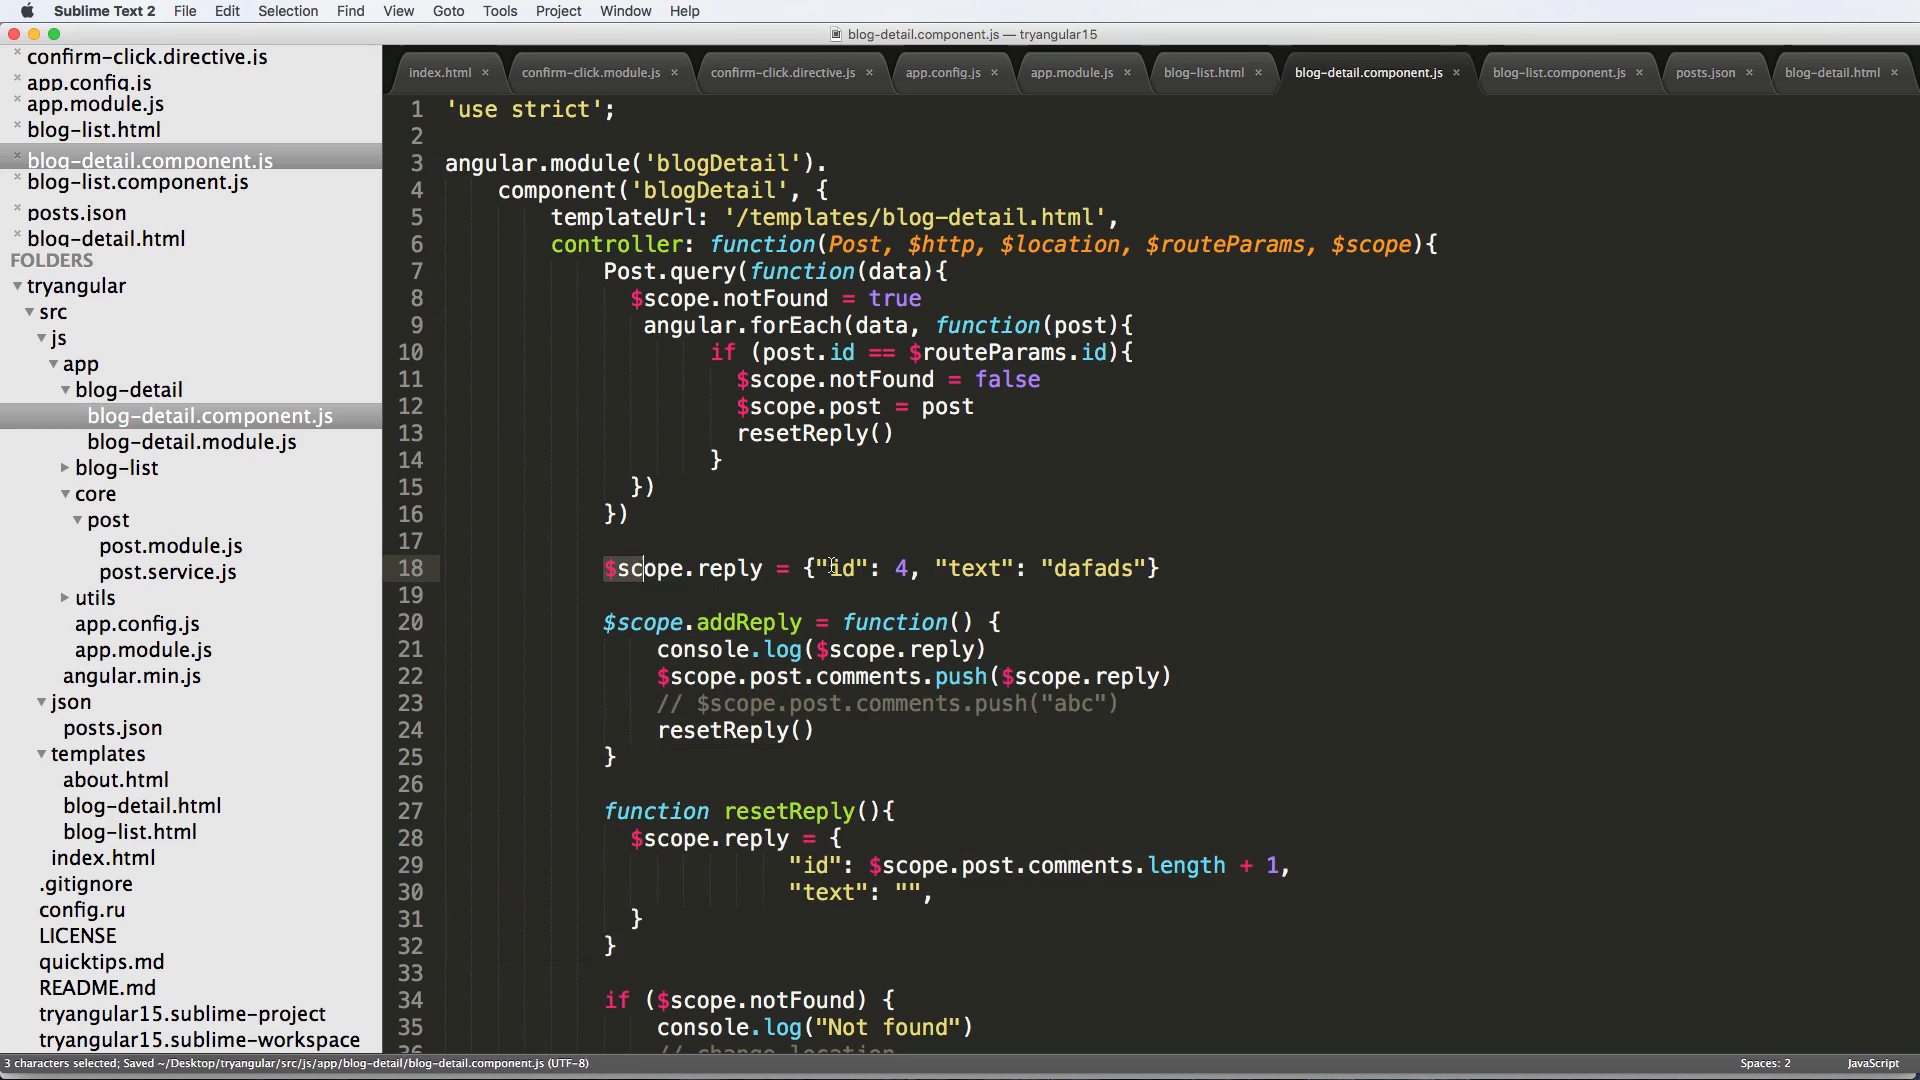 Sublime Text 2 File Edit Selection Find View Goto Tools Project Window Help
blog-detail.component.js — tryangular15
confirm-click.directive.js
app.config.js
app.module.js
blog-list.html
blog-detail.component.js
blog-list.component.js
posts.json
blog-detail.html
FOLDERS
tryangular
src
js
app
blog-detail
blog-detail.component.js
blog-detail.module.js
blog-list
core
post
post.module.js
post.service.js
utils
app.config.js
app.module.js
angular.min.js
json
posts.json
templates
about.html
blog-detail.html
blog-list.html
index.html
.gitignore
config.ru
LICENSE
quicktips.md
README.md
tryangular15.sublime-project
tryangular15.sublime-workspace
index.html × confirm-click.module.js × confirm-click.directive.js × app.config.js × app.module.js × blog-list.html × blog-detail.component.js × blog-list.component.js × posts.json × blog-detail.html ×
1 'use strict';
2
3 angular.module('blogDetail').
4 component('blogDetail', {
5 templateUrl: '/templates/blog-detail.html',
6 controller: function(Post, $http, $location, $routeParams, $scope){
7 Post.query(function(data){
8 $scope.notFound = true
9 angular.forEach(data, function(post){
10 if (post.id == $routeParams.id){
11 $scope.notFound = false
12 $scope.post = post
13 resetReply()
14 }
15 })
16 })
17
18 $scope.reply = {"id": 4, "text": "dafads"}
19
20 $scope.addReply = function() {
21 console.log($scope.reply)
22 $scope.post.comments.push($scope.reply)
23 // $scope.post.comments.push("abc")
24 resetReply()
25 }
26
27 function resetReply(){
28 $scope.reply = {
29 "id": $scope.post.comments.length + 1,
30 "text": "",
31 }
32 }
33
34 if ($scope.notFound) {
35 console.log("Not found")
36 // change location
3 characters selected; Saved ~/Desktop/tryangular/src/js/app/blog-detail/blog-detail.component.js (UTF-8) Spaces: 2 JavaScript